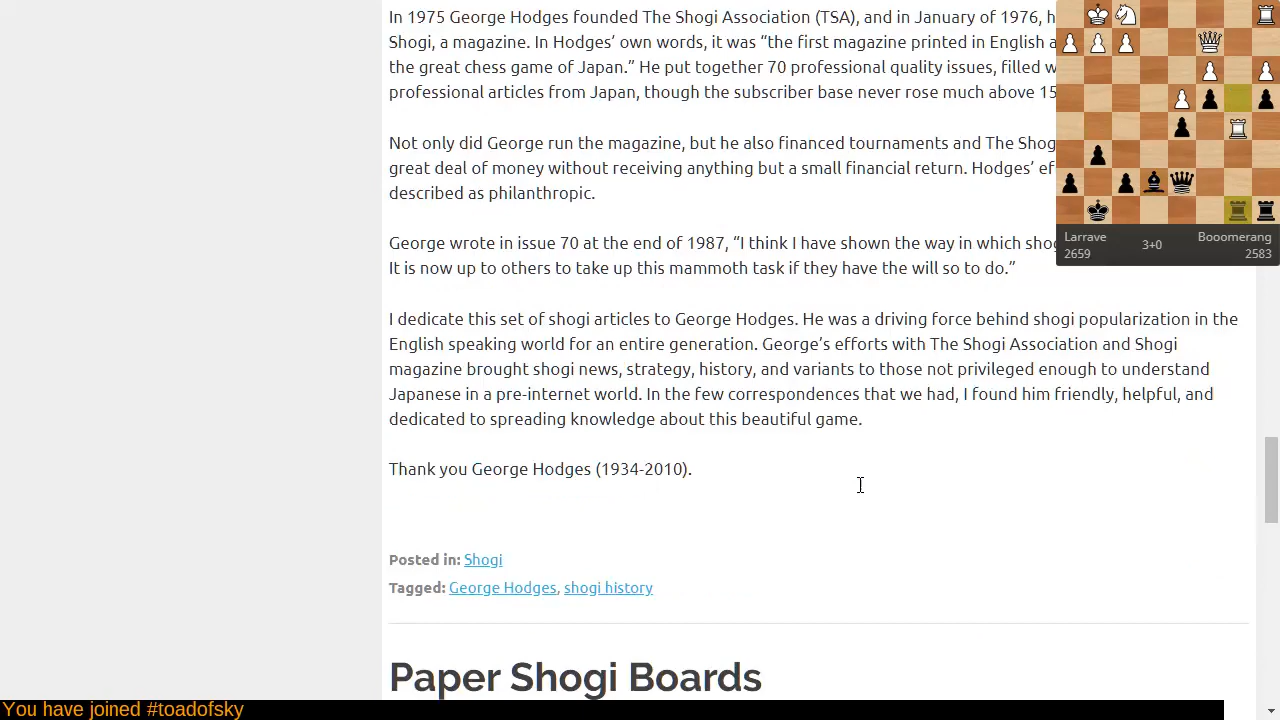 In 1975 George Hodges founded The Shogi Association (TSA), and in January of 1976, h
Shogi, a magazine. In Hodges’ own words, it was “the first magazine printed in English a
the great chess game of Japan.” He put together 70 professional quality issues, filled w
professional articles from Japan, though the subscriber base never rose much above 15
Not only did George run the magazine, but he also financed tournaments and The Shog
great deal of money without receiving anything but a small financial return. Hodges’ ef
described as philanthropic.
George wrote in issue 70 at the end of 1987, “I think I have shown the way in which shog
It is now up to others to take up this mammoth task if they have the will so to do.”
Larrave
2659
3+0
Booomerang
2583
I dedicate this set of shogi articles to George Hodges. He was a driving force behind shogi popularization in the
English speaking world for an entire generation. George’s efforts with The Shogi Association and Shogi
magazine brought shogi news, strategy, history, and variants to those not privileged enough to understand
Japanese in a pre-internet world. In the few correspondences that we had, I found him friendly, helpful, and
dedicated to spreading knowledge about this beautiful game.
Thank you George Hodges (1934-2010).
Posted in: Shogi
Tagged: George Hodges, shogi history
Paper Shogi Boards
You have joined #toadofsky